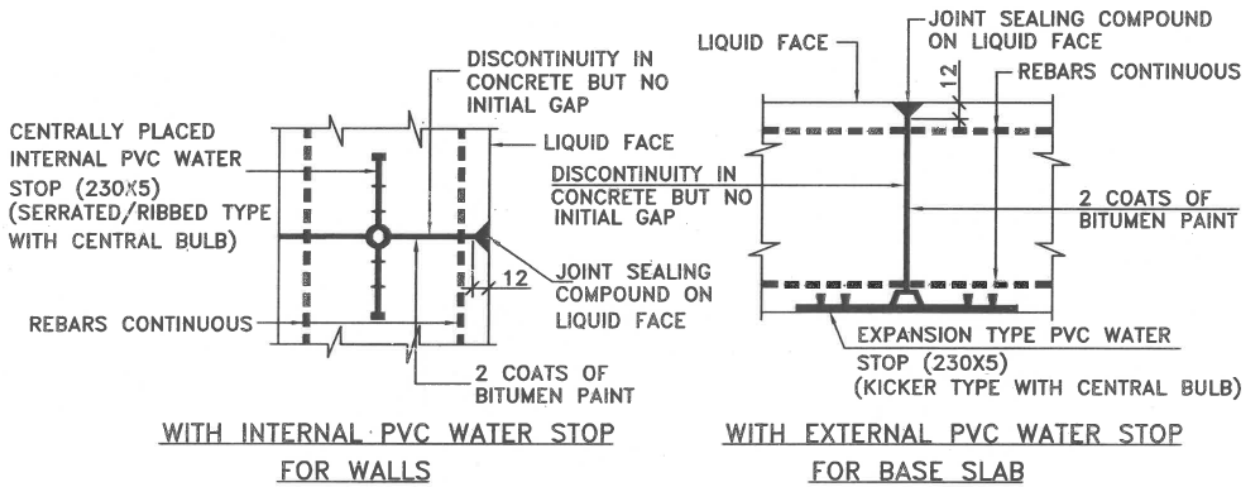 DISCONTINUITY IN
CONCRETE BUT NO
INITIAL GAP
CENTRALLY PLACED
INTERNAL PVC WATER
STOP (230X5)
(SERRATED/RIBBED TYPE
WITH CENTRAL BULB)
LIQUID FACE
12
JOINT SEALING
COMPOUND ON
LIQUID FACE
REBARS CONTINUOUS
2 COATS OF
BITUMEN PAINT
WITH INTERNAL PVC WATER STOP
FOR WALLS
JOINT SEALING COMPOUND
ON LIQUID FACE
LIQUID FACE
12
REBARS CONTINUOUS
DISCONTINUITY IN
CONCRETE BUT NO
INITIAL GAP
2 COATS OF
BITUMEN PAINT
EXPANSION TYPE PVC WATER
STOP (230X5)
(KICKER TYPE WITH CENTRAL BULB)
WITH EXTERNAL PVC WATER STOP
FOR BASE SLAB